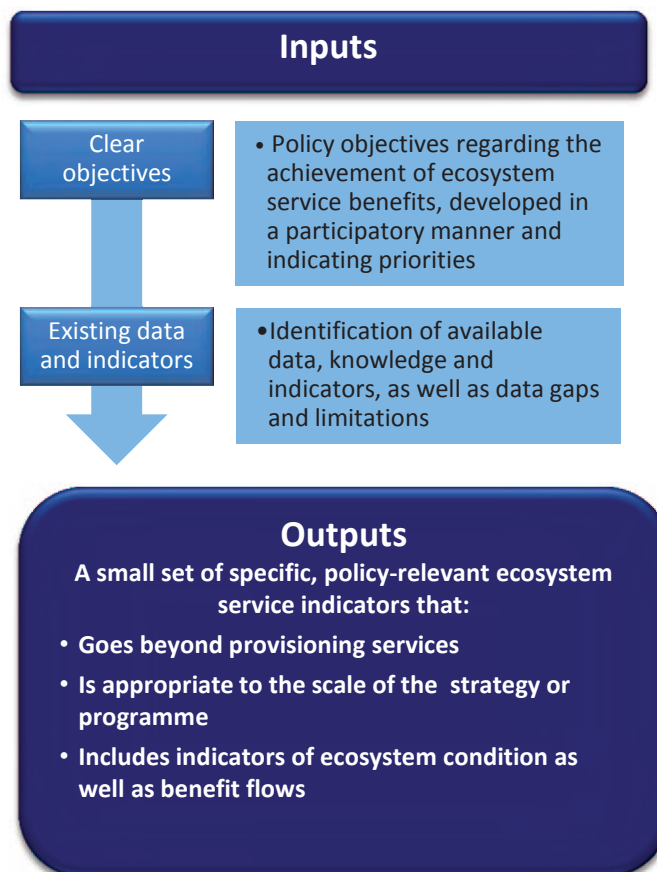 Inputs
Clear
objectives
• Policy objectives regarding the
achievement of ecosystem
service benefits, developed in
a participatory manner and
indicating priorities
Existing data
and indicators
•Identification of available
data, knowledge and
indicators, as well as data gaps
and limitations
Outputs
A small set of specific, policy-relevant ecosystem
service indicators that:
• Goes beyond provisioning services
• Is appropriate to the scale of the strategy or
programme
• Includes indicators of ecosystem condition as
well as benefit flows